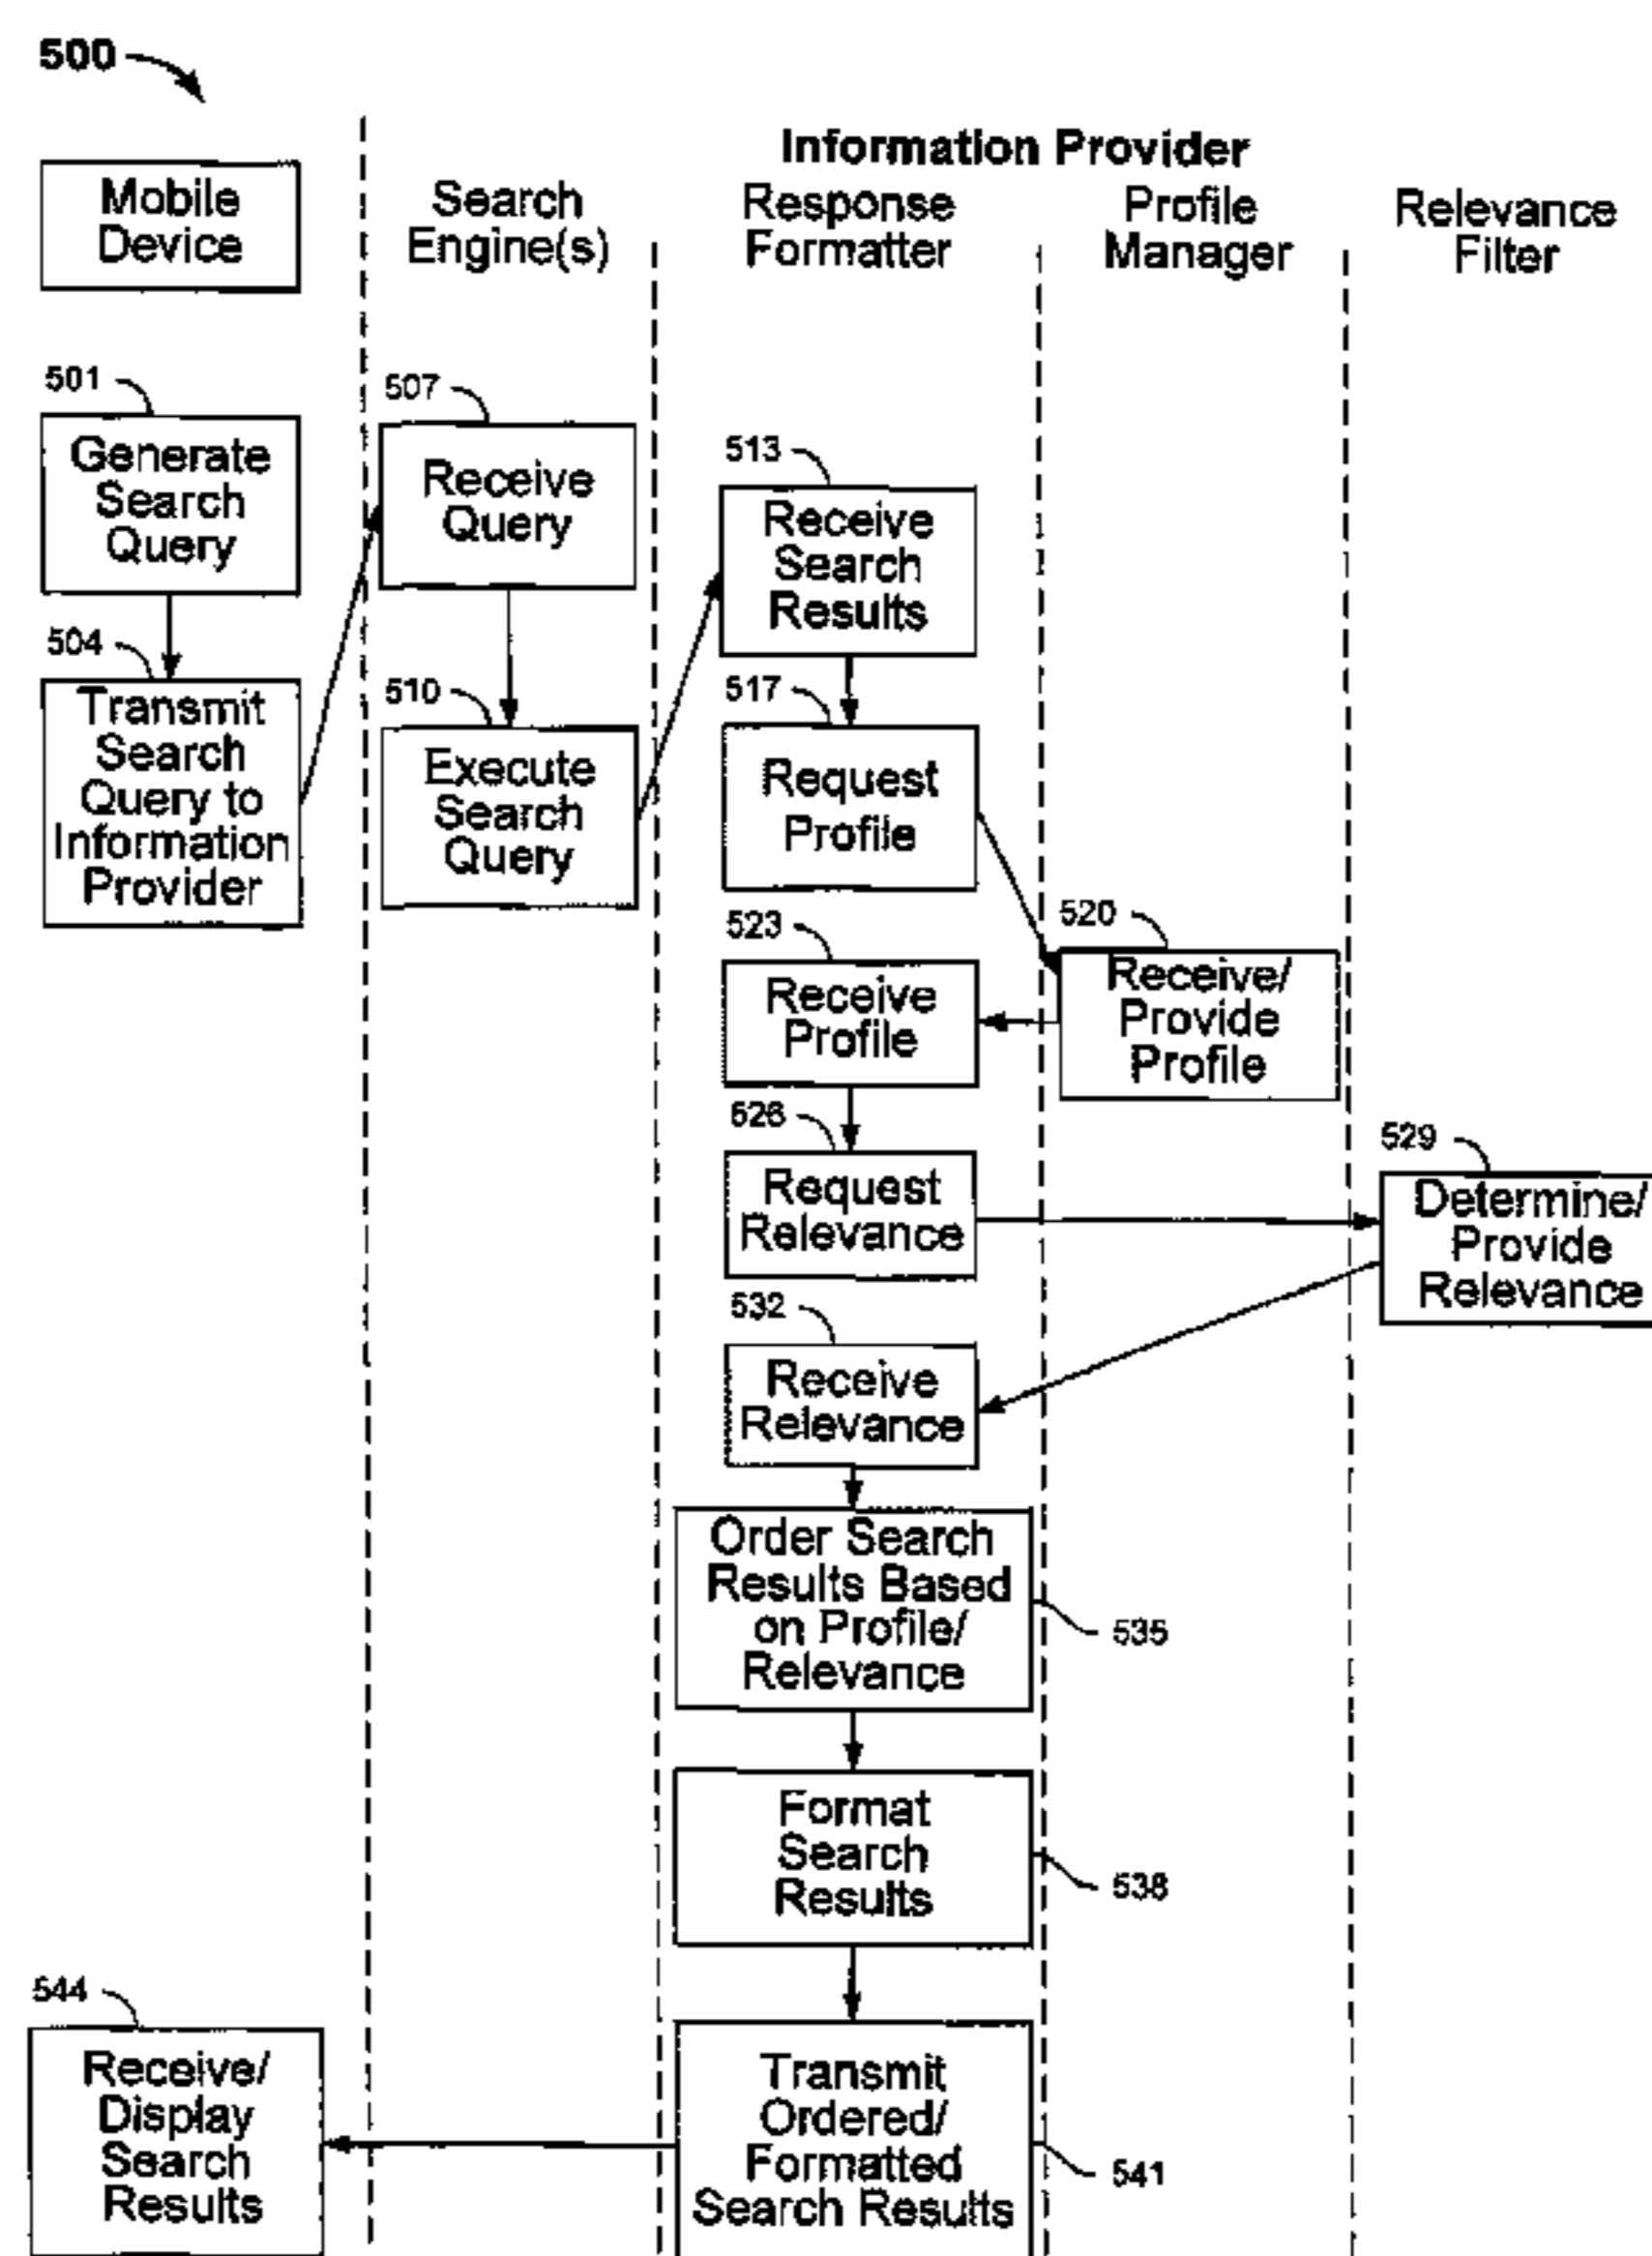 500
Information Provider
Mobile
Device
Search
Engine(s)
Response
Formatter
Profile
Manager
Relevance
Filter
501
Generate
Search
Query
504
Transmit
Search
Query to
Information
Provider
507
Receive
Query
510
Execute
Search
Query
513
Receive
Search
Results
517
Request
Profile
520
Receive/
Provide
Profile
523
Receive
Profile
526
Request
Relevance
529
Determine/
Provide
Relevance
532
Receive
Relevance
Order Search
Results Based
on Profile/
Relevance
535
Format
Search
Results
538
Transmit
Ordered/
Formatted
Search Results
541
544
Receive/
Display
Search
Results